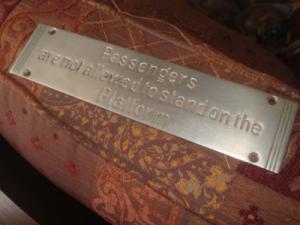 Passengers
are not allowed to stand on the
Platform